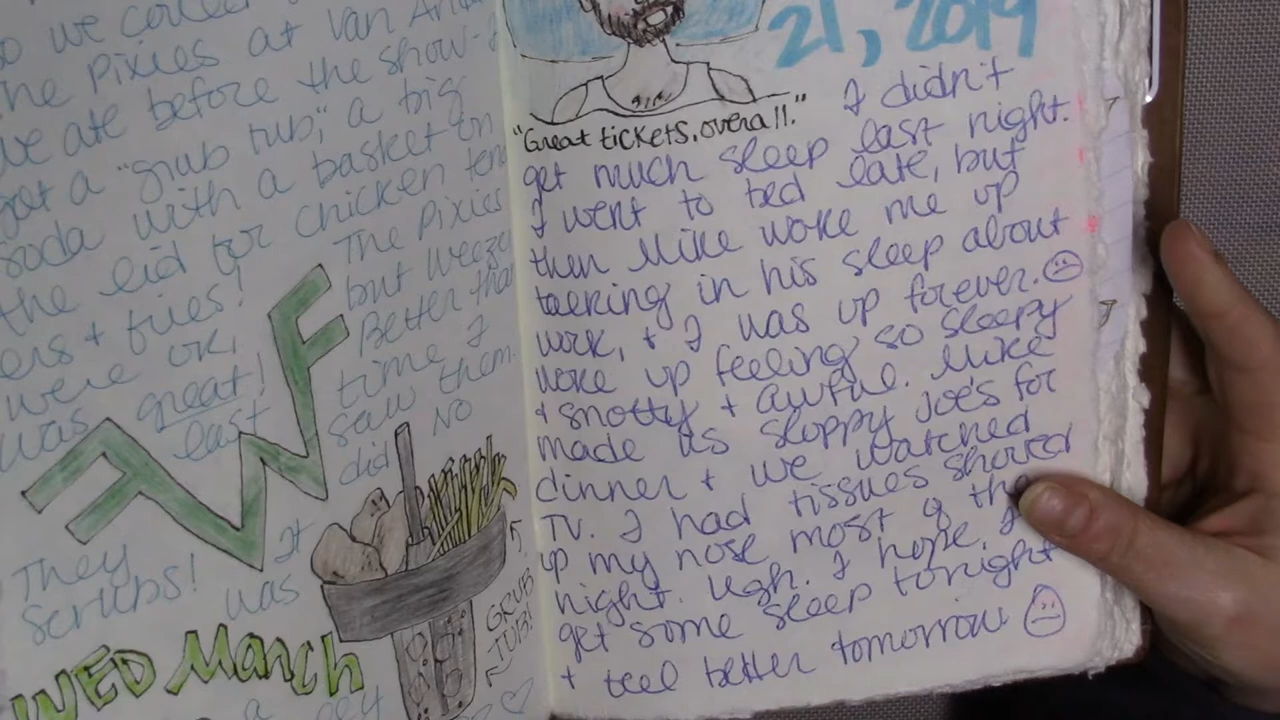 so we
the Pixies at Van
we ate before the show-
got a "grub tub," a big
soda with a basket on
the lid for chicken tend
ers + fries! The Pixies
were ok, but Weezer
was great! Better than
last time I
saw them.
did No
They
scrubs! It
was
WED March
a
GRUB
TUB!
21, 2019
"Great tickets, overall."
I didn't
get much sleep last night.
I went to bed late, but
then Mike woke me up
talking in his sleep about
work, + I was up forever.
woke up feeling so sleepy
+ snotty + awful. Mike
made us sloppy joe's for
dinner + we watched
TV. I had tissues shoved
up my nose most of the
night. Ugh. I hope I
get some sleep tonight
+ feel better tomorrow